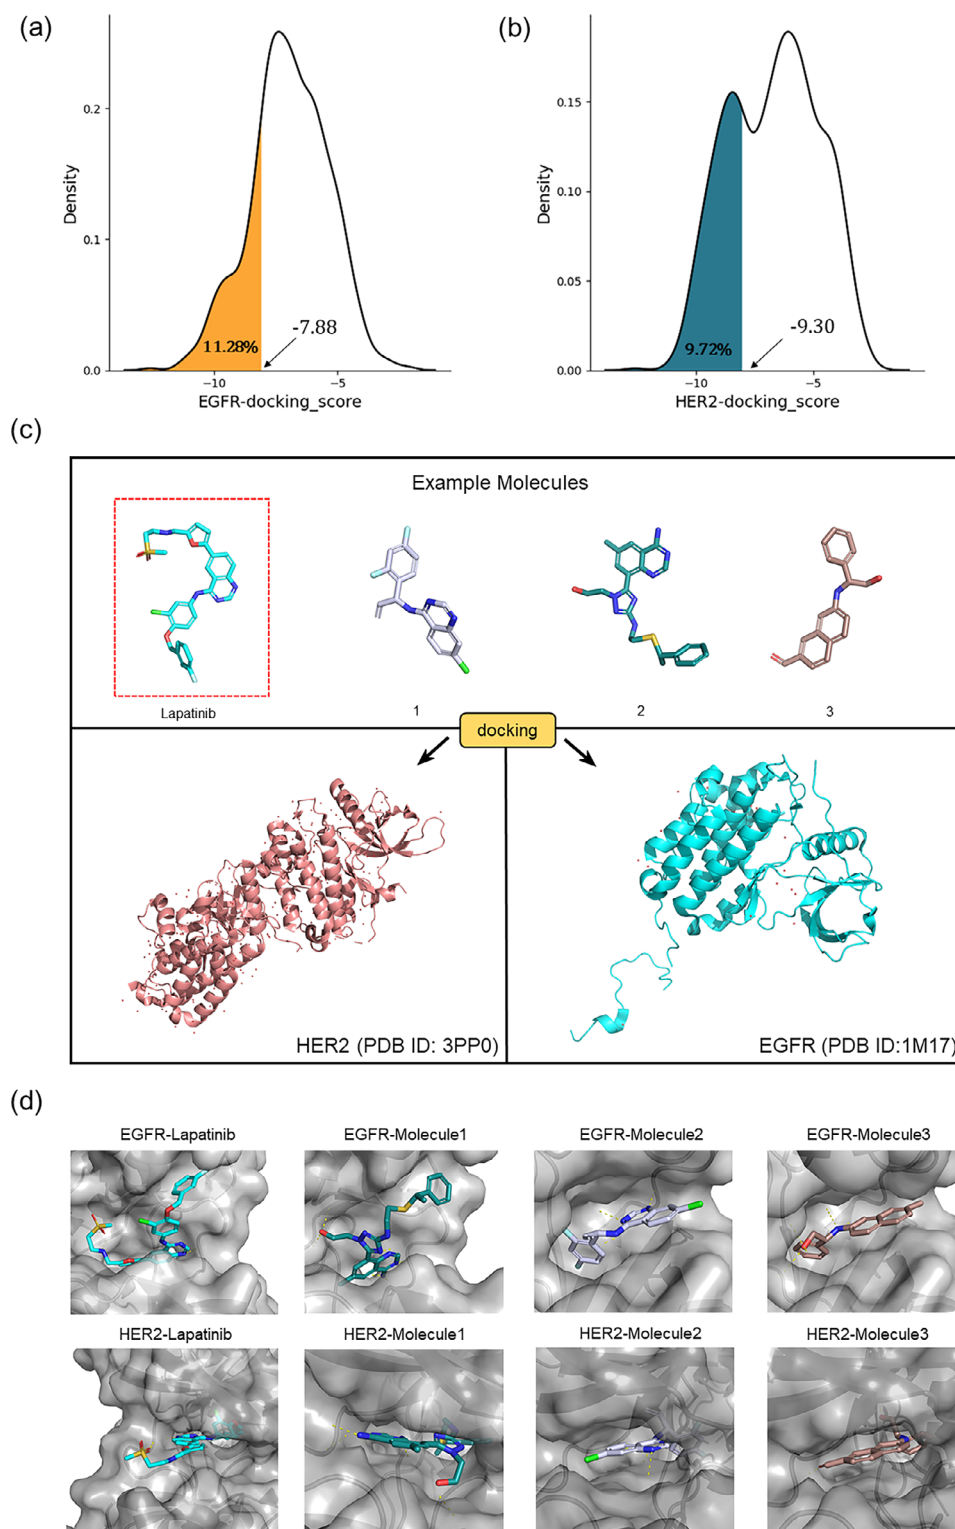 (a)
(b)
0.2
0.1
0.0
Density
11.28%
-7.88
−10
−5
EGFR-docking_score
0.15
0.10
0.05
0.00
Density
9.72%
-9.30
−10
−5
HER2-docking_score
(c)
Example Molecules
Lapatinib
1
2
3
docking
HER2 (PDB ID: 3PP0)
EGFR (PDB ID:1M17)
(d)
EGFR-Lapatinib
EGFR-Molecule1
EGFR-Molecule2
EGFR-Molecule3
HER2-Lapatinib
HER2-Molecule1
HER2-Molecule2
HER2-Molecule3